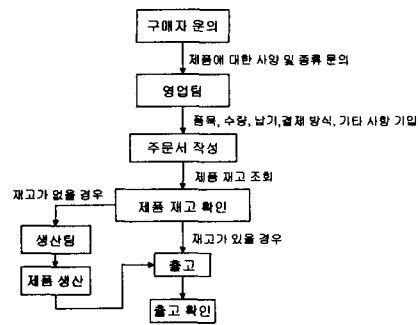 구매자 문의
제품에 대한 사양 및 종류 문의
영업팀
품목, 수량, 납기,결제 방식, 기타 사항 기입
주문서 작성
제품 재고 조회
재고가 없을 경우
제품 재고 확인
생산팀
재고가 있을 경우
출고
제품 생산
출고 확인